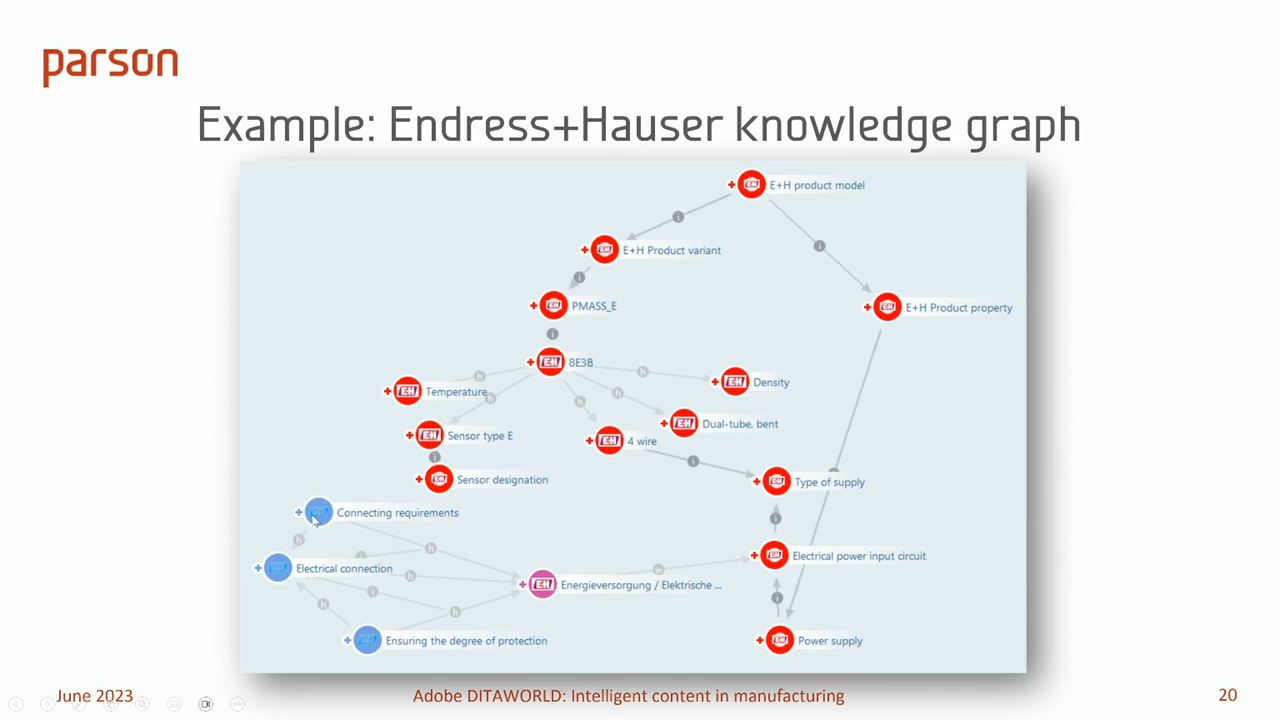 parson
Example: Endress+Hauser knowledge graph
E+H product model
E+H Product variant
PMASS_E
E+H Product property
8E3B
Temperature
Density
Dual-tube, bent
Sensor type E
4 wire
Sensor designation
Type of supply
Connecting requirements
Electrical connection
Electrical power input circuit
Energieversorgung / Elektrische ...
Ensuring the degree of protection
Power supply
June 2023
Adobe DITAWORLD: Intelligent content in manufacturing
20